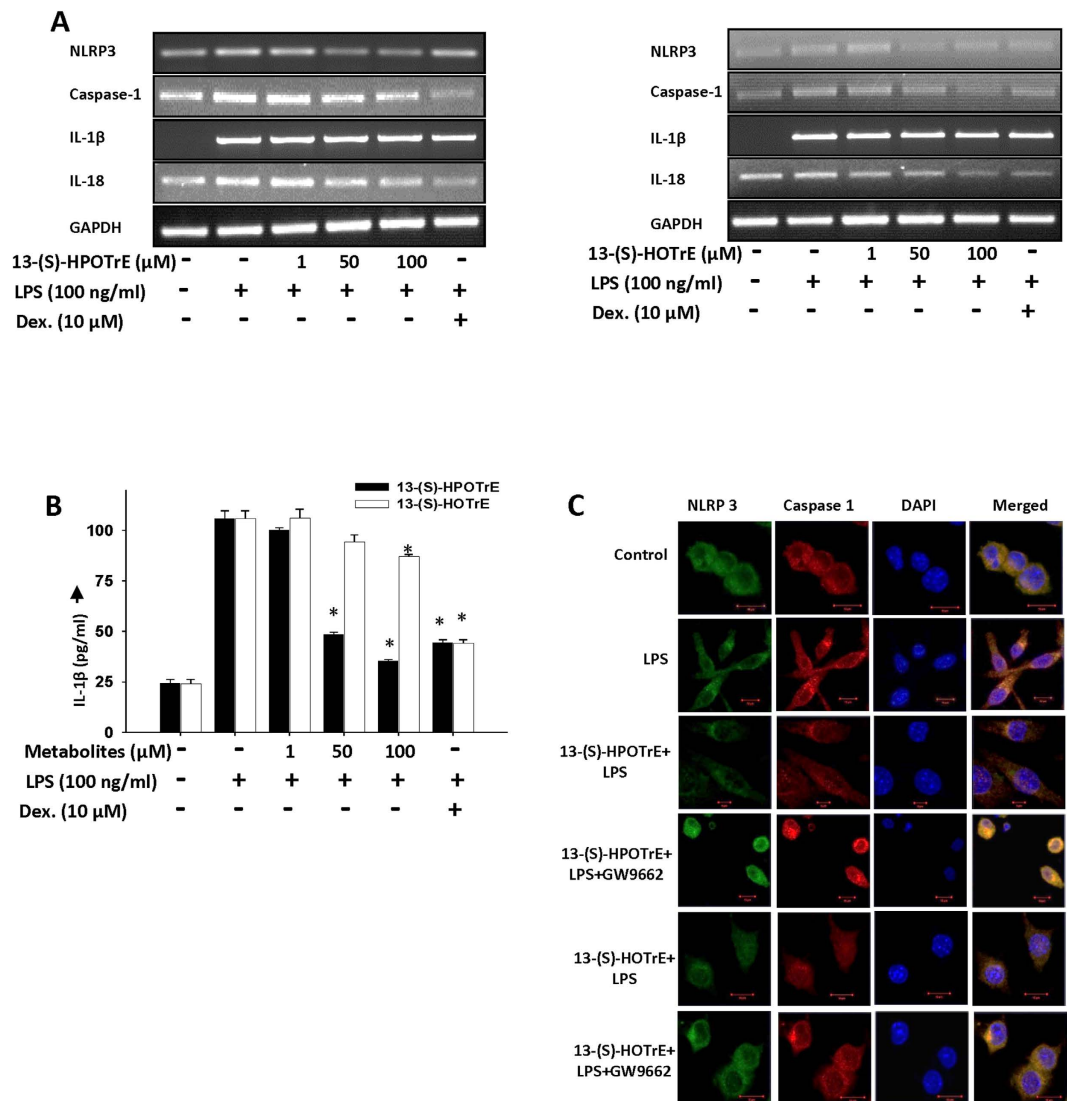 A
NLRP3
Caspase-1
IL-1β
IL-18
GAPDH
13-(S)-HPOTrE (μM) - - 1 50 100 -
LPS (100 ng/ml) - + + + + +
Dex. (10 μM) - - - - - +
NLRP3
Caspase-1
IL-1β
IL-18
GAPDH
13-(S)-HOTrE (μM) - - 1 50 100 -
LPS (100 ng/ml) - + + + + +
Dex. (10 μM) - - - - - +
B
13-(S)-HPOTrE
13-(S)-HOTrE
IL-1β (pg/ml)
100
75
50
25
0
* * * * *
Metabolites (μM) - - 1 50 100 -
LPS (100 ng/ml) - + + + + +
Dex. (10 μM) - - - - - +
C
NLRP 3 Caspase 1 DAPI Merged
Control
LPS
13-(S)-HPOTrE+
LPS
13-(S)-HPOTrE+
LPS+GW9662
13-(S)-HOTrE+
LPS
13-(S)-HOTrE+
LPS+GW9662